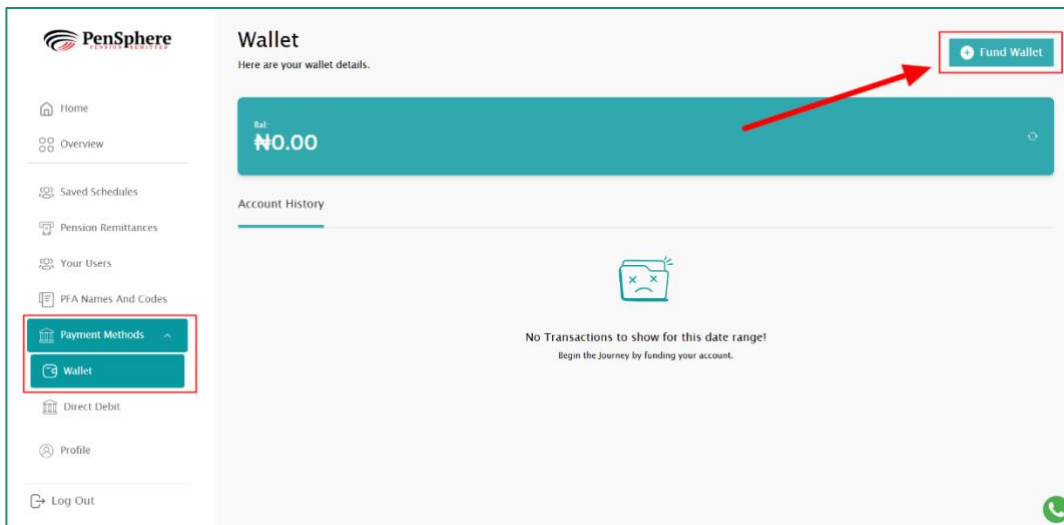 PenSphere
PENSION REMITTED
Home
Overview
Saved Schedules
Pension Remittances
Your Users
PFA Names And Codes
Payment Methods
Wallet
Direct Debit
Profile
Log Out
Wallet
Here are your wallet details.
Fund Wallet
Bal:
₦0.00
Account History
No Transactions to show for this date range!
Begin the Journey by funding your account.